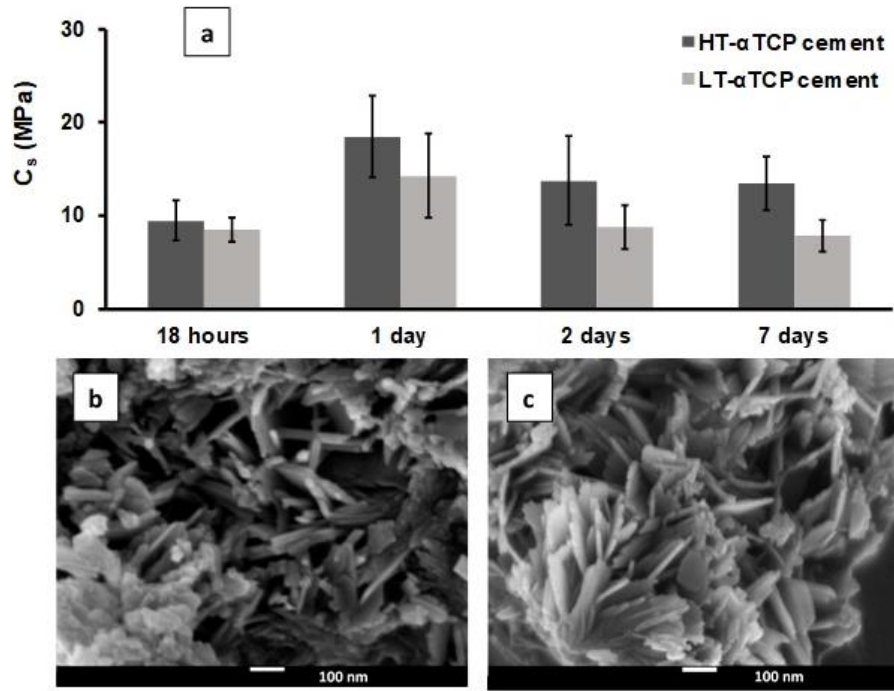 30
a
HT-αTCP cement
LT-αTCP cement
20
Cs (MPa)
10
0
18 hours 1 day 2 days 7 days
b
c
100 nm
100 nm